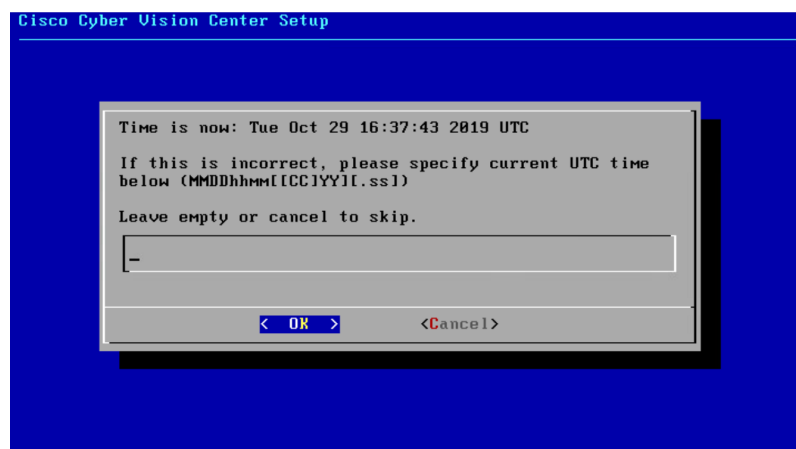 Cisco Cyber Vision Center Setup
Time is now: Tue Oct 29 16:37:43 2019 UTC
If this is incorrect, please specify current UTC time
below (MMDDhhmm[[CC]YY][.ss])
Leave empty or cancel to skip.
< OK > <Cancel>